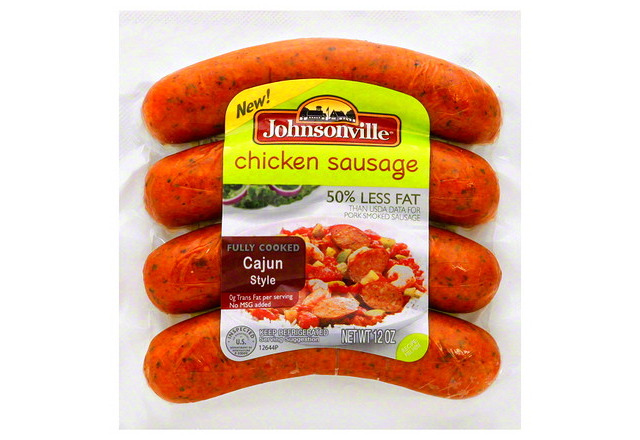 New!
Johnsonville
chicken sausage
50% LESS FAT
THAN USDA DATA FOR
PORK SMOKED SAUSAGE
FULLY COOKED
Cajun
Style
0g Trans Fat per serving
No MSG added
INSPECTED
U.S.
KEEP REFRIGERATED
Serving Suggestion
12644P
NET WT 12 OZ